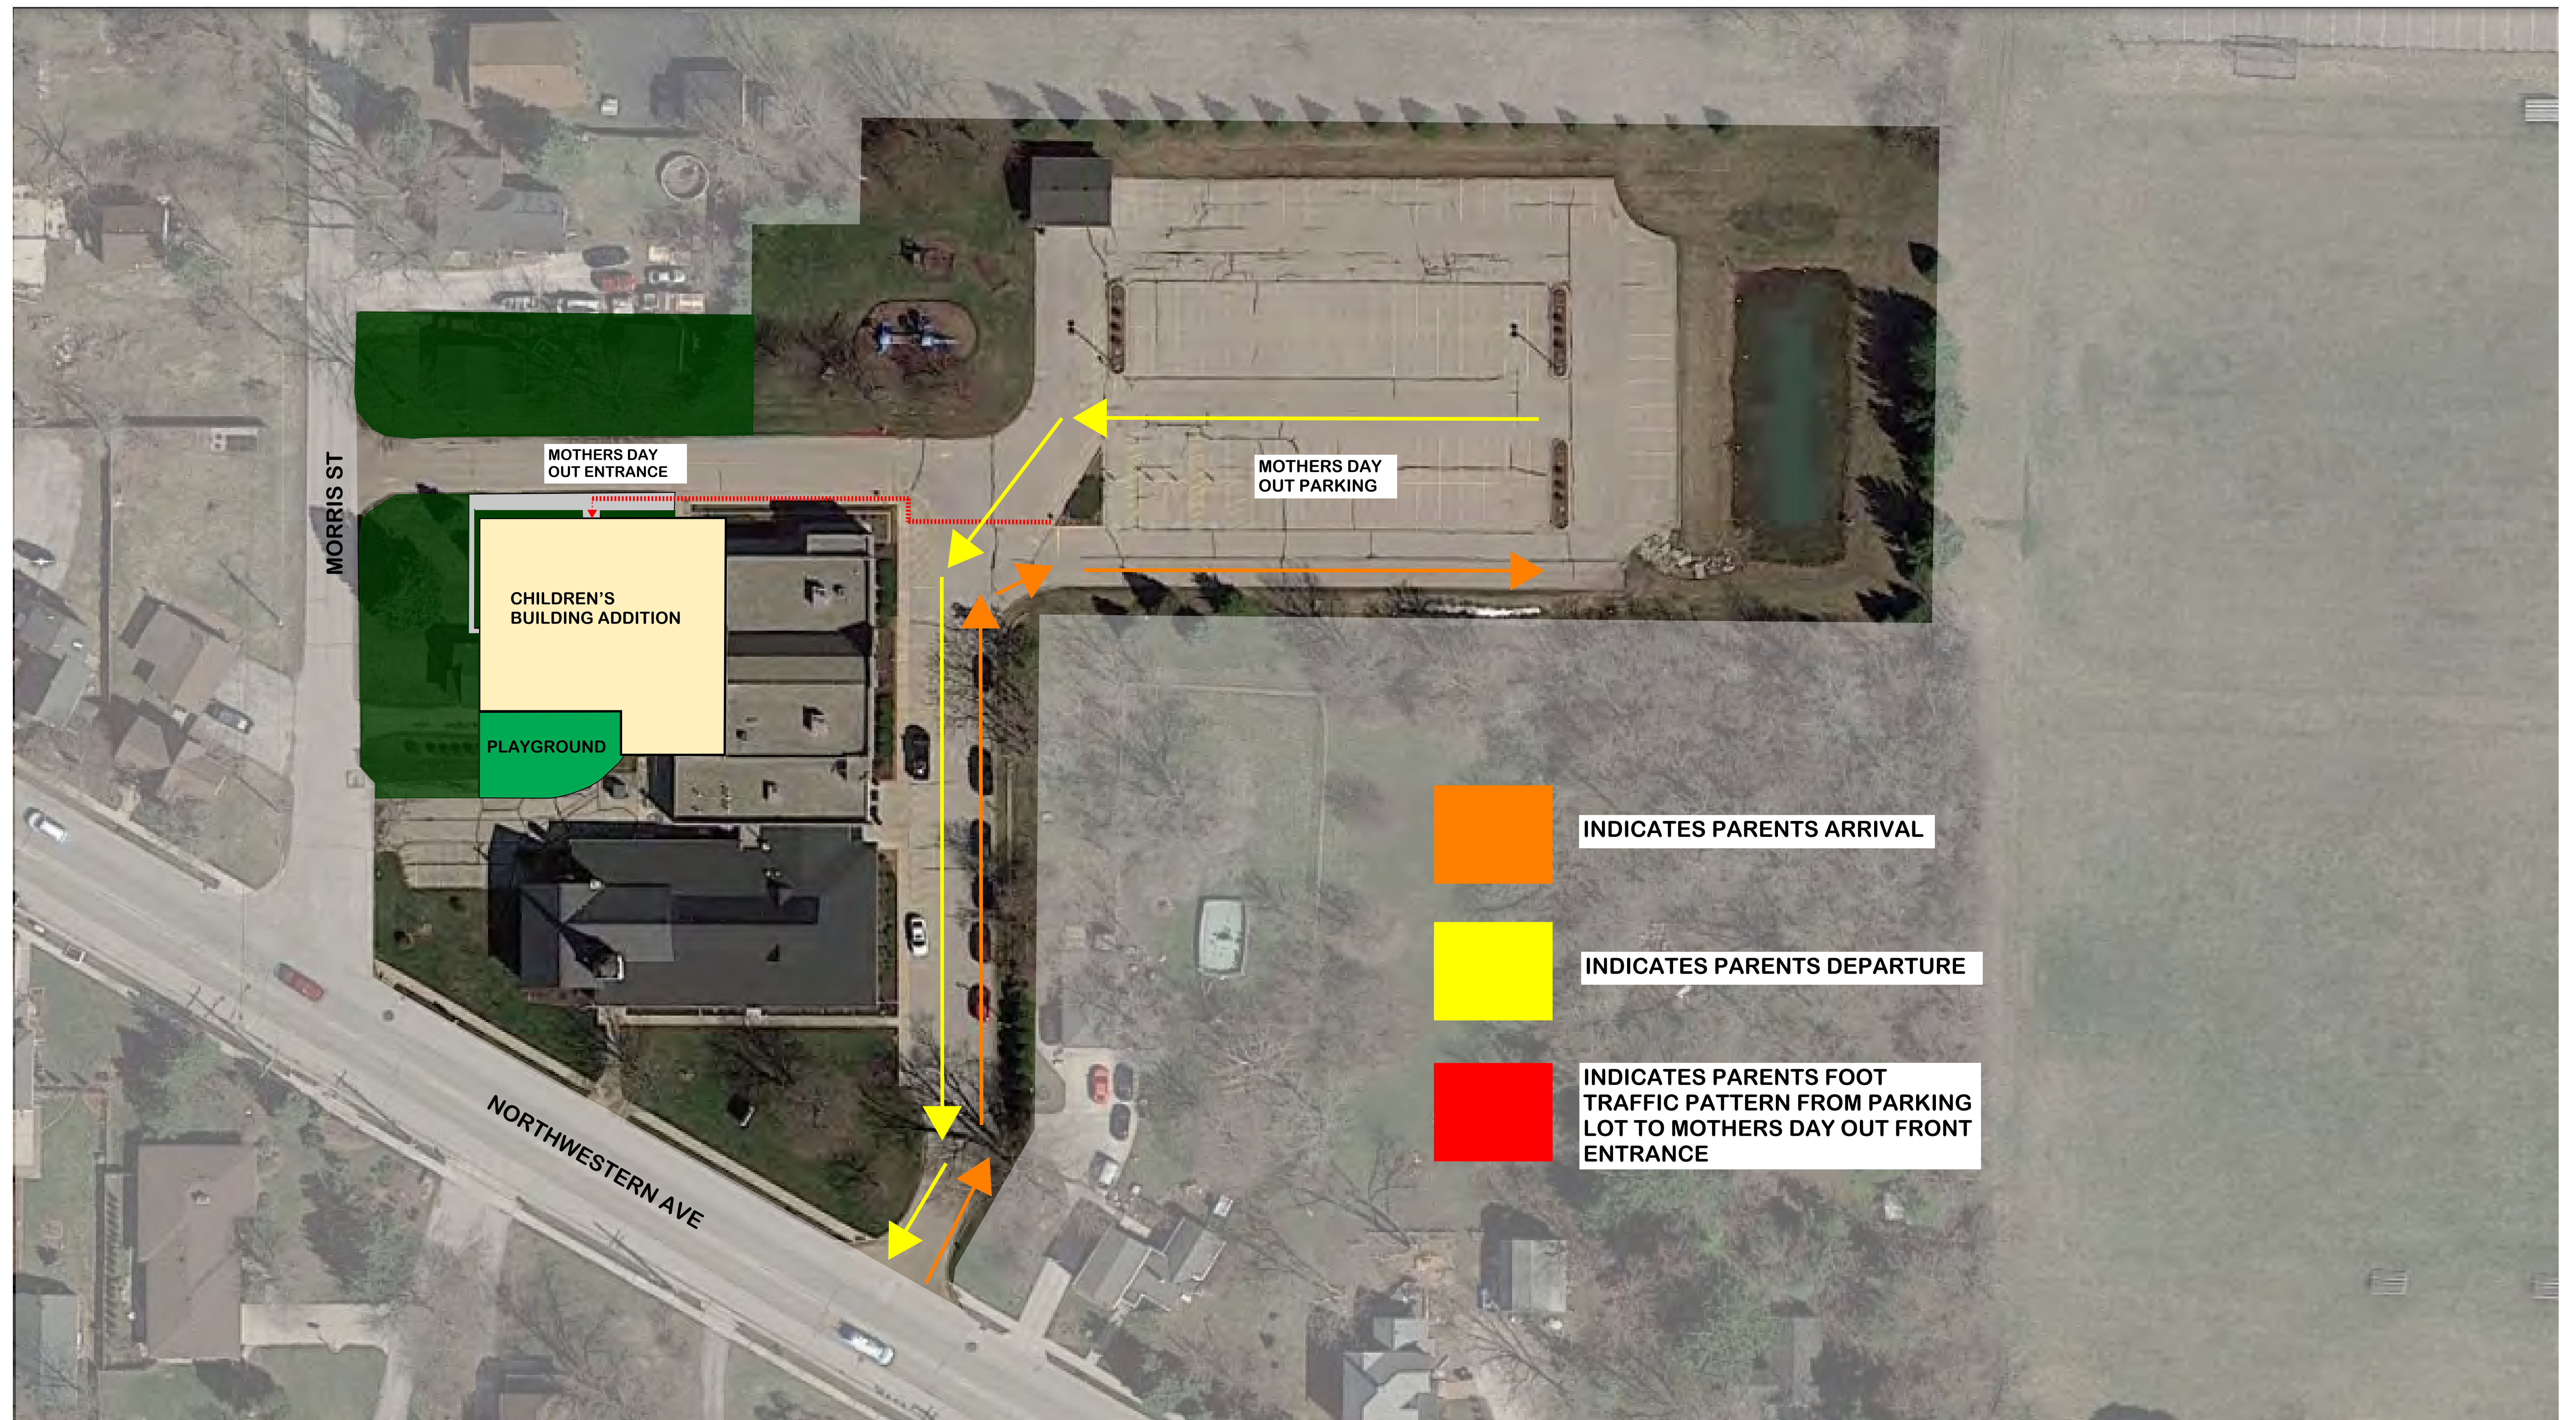 MOTHERS DAY
OUT ENTRANCE
MOTHERS DAY
OUT PARKING
MORRIS ST
CHILDREN'S
BUILDING ADDITION
PLAYGROUND
INDICATES PARENTS ARRIVAL
INDICATES PARENTS DEPARTURE
INDICATES PARENTS FOOT
TRAFFIC PATTERN FROM PARKING
LOT TO MOTHERS DAY OUT FRONT
ENTRANCE
NORTHWESTERN AVE